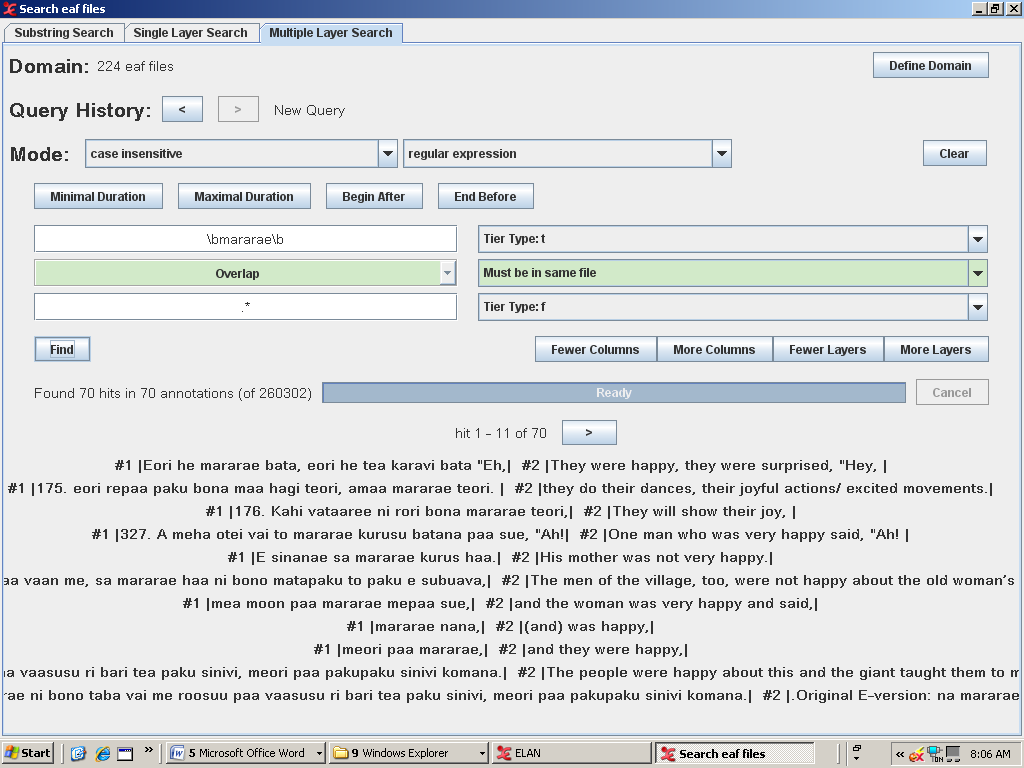 Search eaf files
Substring Search Single Layer Search Multiple Layer Search
Domain: 224 eaf files Define Domain
Query History: < > New Query
Mode: case insensitive regular expression Clear
Minimal Duration Maximal Duration Begin After End Before
\bmararae\b Tier Type: t
Overlap Must be in same file
.* Tier Type: f
Find Fewer Columns More Columns Fewer Layers More Layers
Found 70 hits in 70 annotations (of 260302) Ready Cancel
hit 1 - 11 of 70 >
#1 |Eori he mararae bata, eori he tea karavi bata "Eh,| #2 |They were happy, they were surprised, "Hey, |
#1 |175. eori repaa paku bona maa hagi teori, amaa mararae teori. | #2 |they do their dances, their joyful actions/ excited movements.|
#1 |176. Kahi vataaree ni rori bona mararae teori,| #2 |They will show their joy, |
#1 |327. A meha otei vai to mararae kurusu batana paa sue, "Ah!| #2 |One man who was very happy said, "Ah! |
#1 |E sinanae sa mararae kurus haa.| #2 |His mother was not very happy.|
aa vaan me, sa mararae haa ni bono matapaku to paku e subuava,| #2 |The men of the village, too, were not happy about the old woman's
#1 |mea moon paa mararae mepaa sue,| #2 |and the woman was very happy and said,|
#1 |mararae nana,| #2 |(and) was happy,|
#1 |meori paa mararae,| #2 |and they were happy,|
a vaasusu ri bari tea paku sinivi, meori paa pakupaku sinivi komana.| #2 |The people were happy about this and the giant taught them to m
rae ni bono taba vai me roosuu paa vaasusu ri bari tea paku sinivi, meori paa pakupaku sinivi komana.| #2 |.Original E-version: na mararae
Start » 5 Microsoft Office Word 9 Windows Explorer ELAN Search eaf files » « 8:06 AM